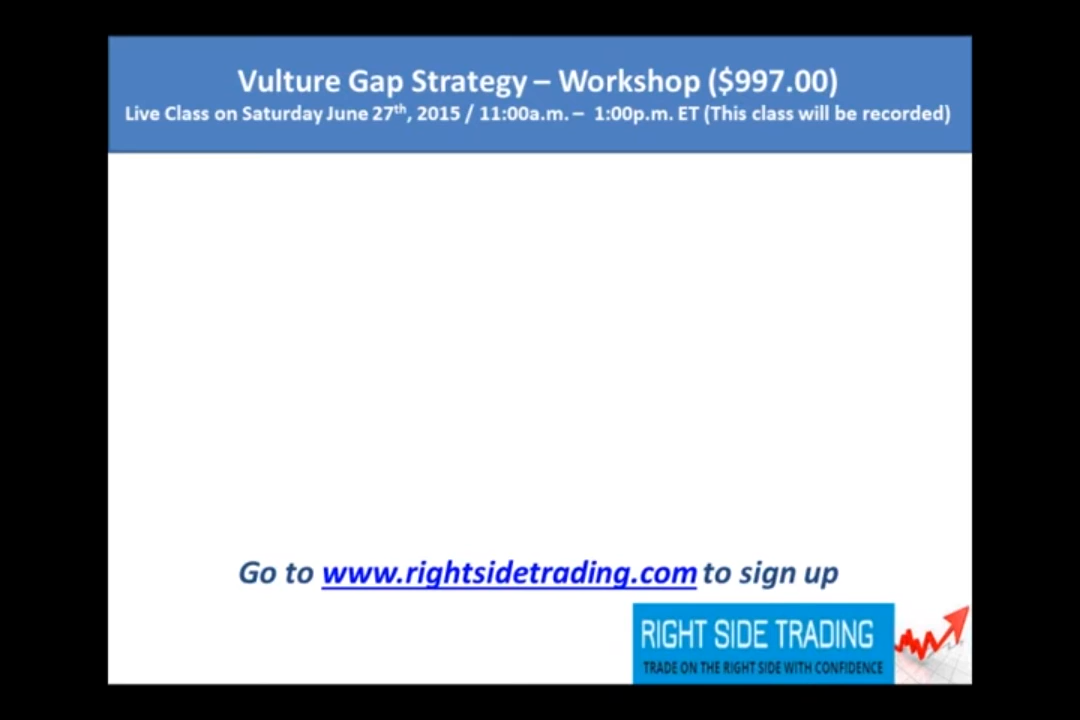 Vulture Gap Strategy – Workshop ($997.00)
Live Class on Saturday June 27th, 2015 / 11:00a.m. – 1:00p.m. ET (This class will be recorded)
Go to www.rightsidetrading.com to sign up
RIGHT SIDE TRADING
TRADE ON THE RIGHT SIDE WITH CONFIDENCE